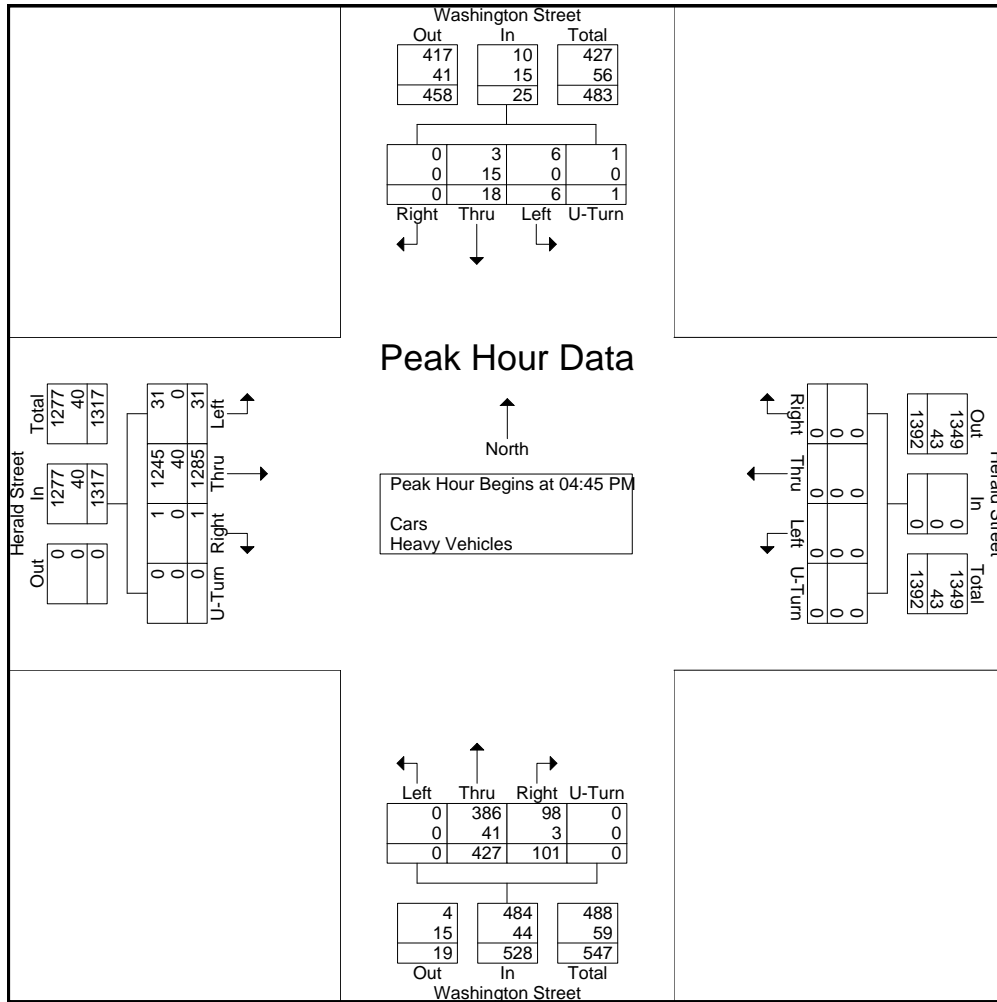 Washington Street
Out In Total
417 10 427
41 15 56
458 25 483
0 3 6 1
0 15 0 0
0 18 6 1
Right Thru Left U-Turn
Peak Hour Data
North
Peak Hour Begins at 04:45 PM
Cars
Heavy Vehicles
Herald Street
Out In Total
0 0 0
1277 40 1317
1277 40 1317
Left Thru Right U-Turn
31 0 31
1245 40 1285
1 0 1
0 0 0
Herald Street
Out In Total
1349 43 1392
0 0 0
1349 43 1392
Right Thru Left U-Turn
0 0 0
0 0 0
0 0 0
0 0 0
Left Thru Right U-Turn
0 386 98 0
0 41 3 0
0 427 101 0
4 484 488
15 44 59
19 528 547
Out In Total
Washington Street